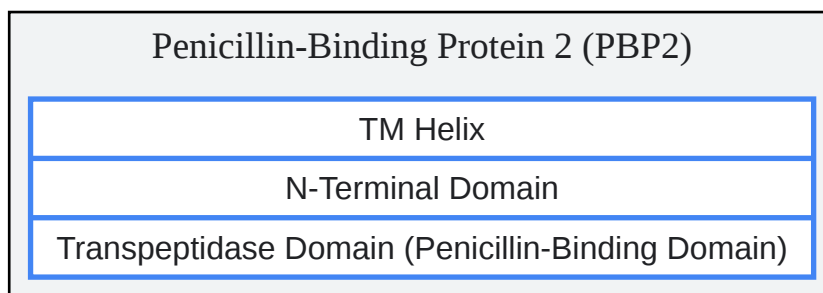 Penicillin-Binding Protein 2 (PBP2)
TM Helix
N-Terminal Domain
Transpeptidase Domain (Penicillin-Binding Domain)